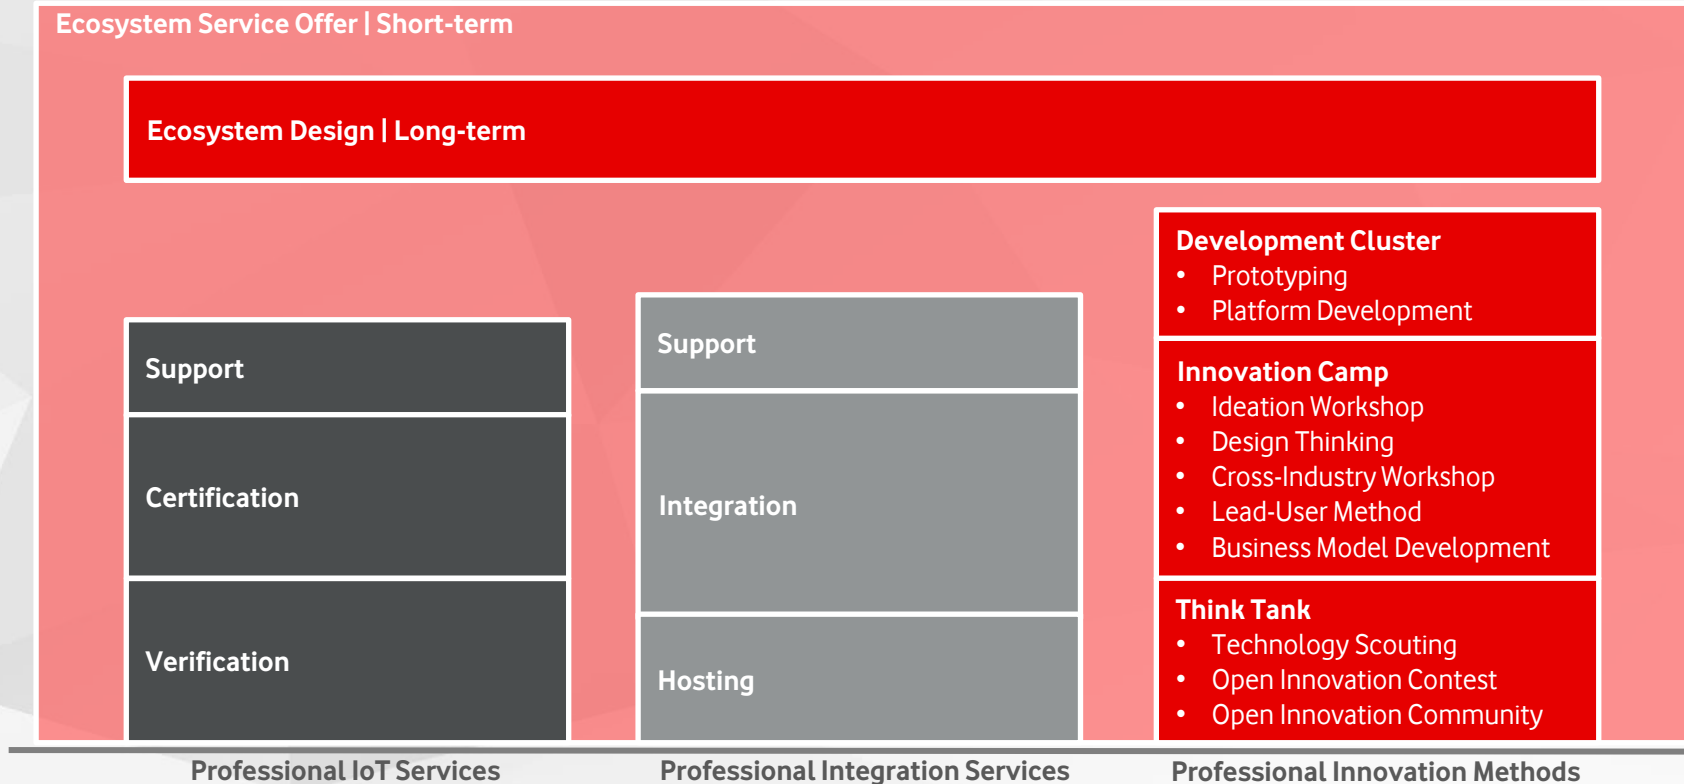 Ecosystem Service Offer | Short-term
Ecosystem Design | Long-term
Support
Certification
Verification
Professional IoT Services
Support
Integration
Hosting
Professional Integration Services
Development Cluster
• Prototyping
• Platform Development
Innovation Camp
• Ideation Workshop
• Design Thinking
• Cross-Industry Workshop
• Lead-User Method
• Business Model Development
Think Tank
• Technology Scouting
• Open Innovation Contest
• Open Innovation Community
Professional Innovation Methods